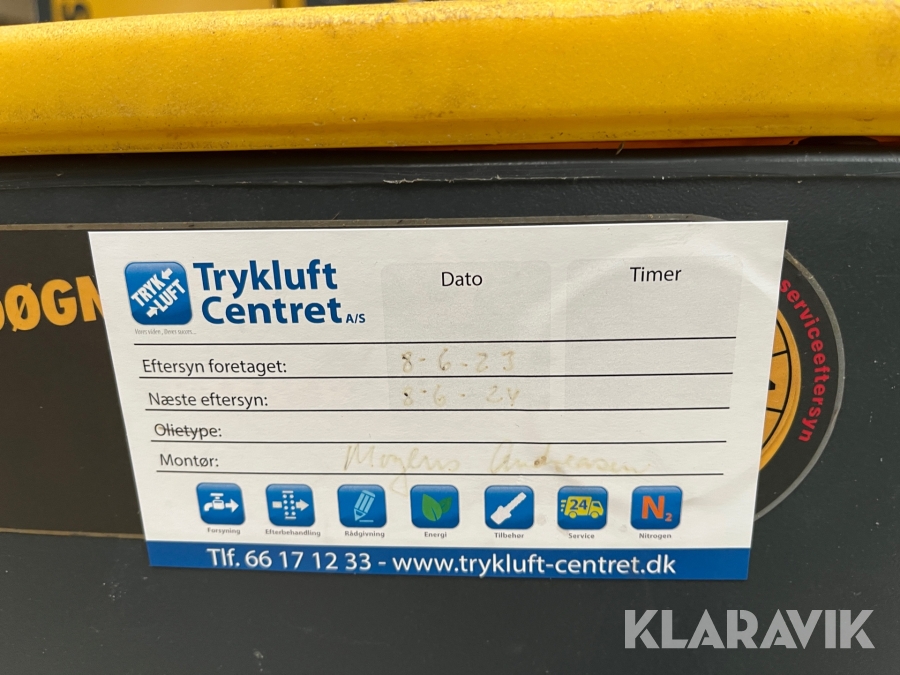 DØGN
TRYK
LUFT
Trykluft
Centret A/S
Dato
Timer
serviceeftersyn
Eftersyn foretaget: 8-6-23
Næste eftersyn: 8-6-24
Olietype:
Montør: Mogens Andreasen
24
N2
Forsyning
Efterbehandling
Rådgivning
Energi
Tilbehør
Service
Nitrogen
Tlf. 66 17 12 33 - www.trykluft-centret.dk
KLARAVIK